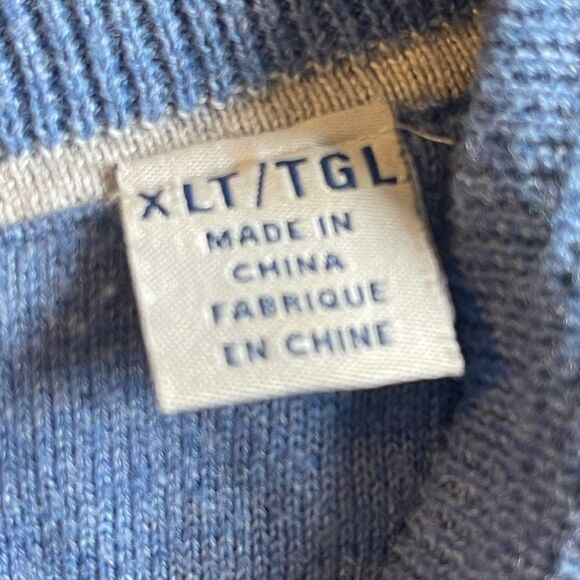 XLT/TGL
MADE IN
CHINA
FABRIQUE
EN CHINE